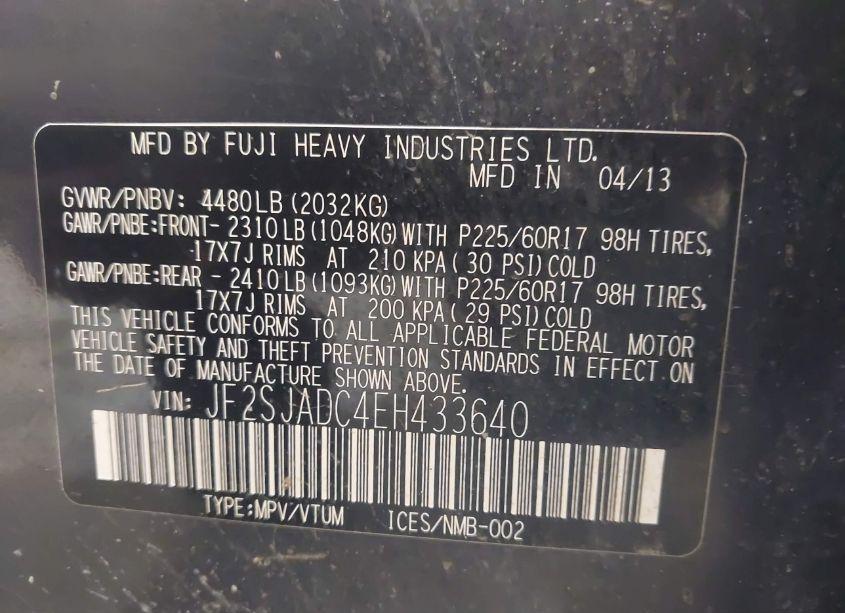 MFD BY FUJI HEAVY INDUSTRIES LTD.
MFD IN 04/13
GVWR/PNBV: 4480LB (2032KG)
GAWR/PNBE:FRONT- 2310LB (1048KG) WITH P225/60R17 98H TIRES,
17X7J RIMS AT 210 KPA ( 30 PSI) COLD
GAWR/PNBE:REAR - 2410LB (1093KG) WITH P225/60R17 98H TIRES,
17X7J RIMS AT 200 KPA ( 29 PSI) COLD
THIS VEHICLE CONFORMS TO ALL APPLICABLE FEDERAL MOTOR
VEHICLE SAFETY AND THEFT PREVENTION STANDARDS IN EFFECT ON
THE DATE OF MANUFACTURE SHOWN ABOVE.
VIN: JF2SJADC4EH433640
TYPE:MPV/VTUM ICES/NMB-002